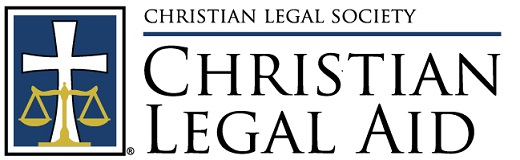 CHRISTIAN LEGAL SOCIETY
CHRISTIAN
LEGAL AID
®